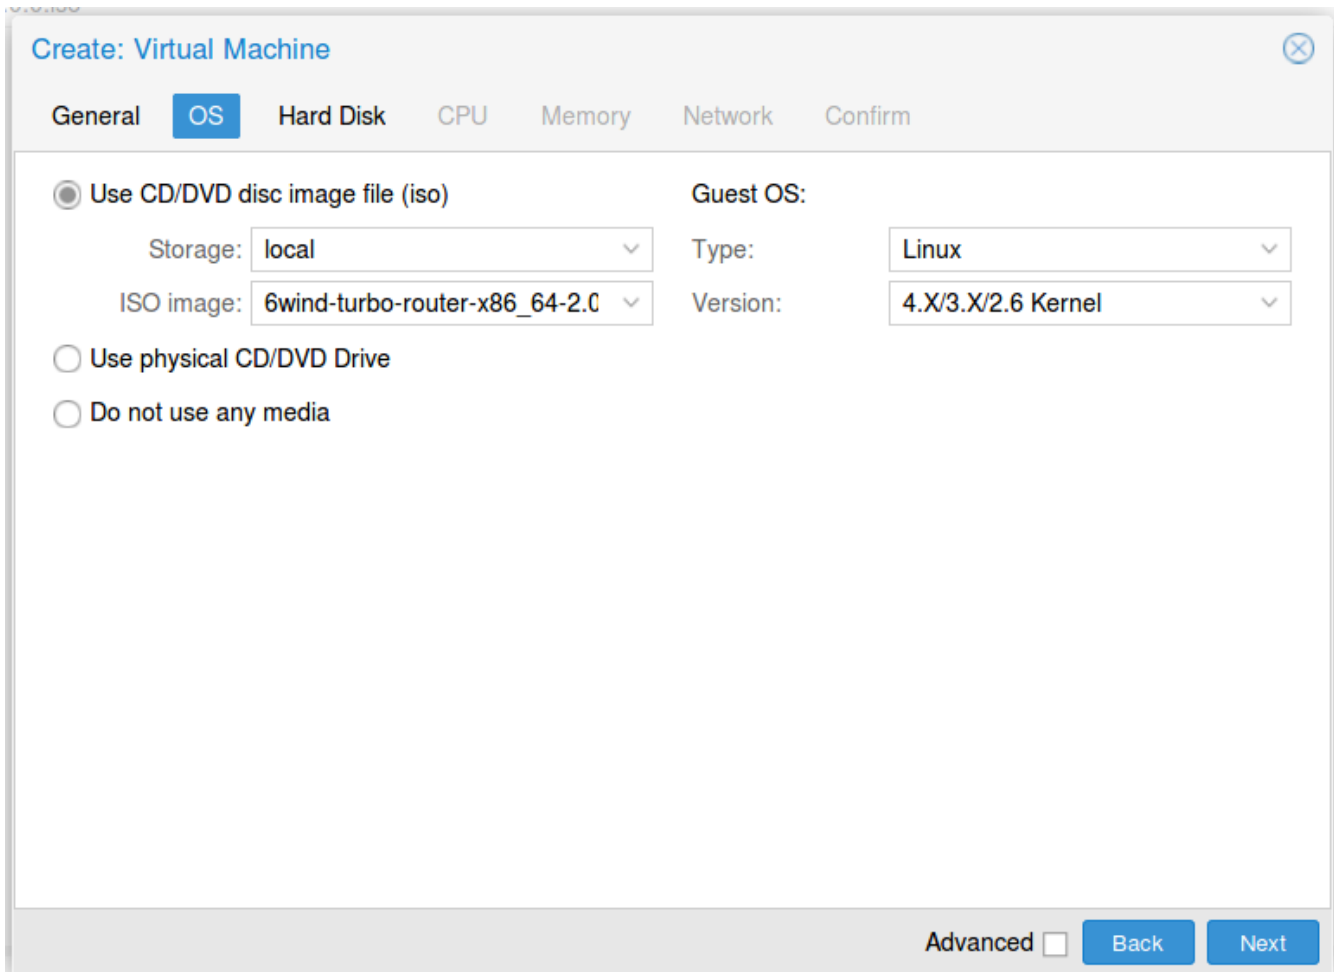 Create: Virtual Machine
General OS Hard Disk CPU Memory Network Confirm
Use CD/DVD disc image file (iso) Guest OS:
Storage: local Type: Linux
ISO image: 6wind-turbo-router-x86_64-2.0 Version: 4.X/3.X/2.6 Kernel
Use physical CD/DVD Drive
Do not use any media
Advanced Back Next